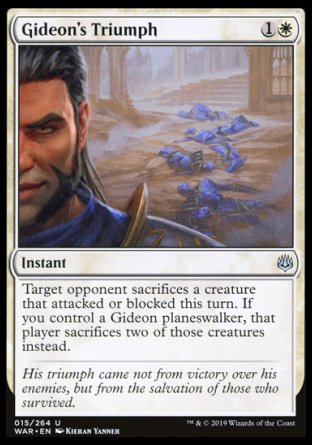 Gideon's Triumph 1
Instant
Target opponent sacrifices a creature
that attacked or blocked this turn. If
you control a Gideon planeswalker, that
player sacrifices two of those creatures
instead.
His triumph came not from victory over his
enemies, but from the salvation of those who
survived.
015/264 U
WAR • EN Kieran Yanner
™ & © 2019 Wizards of the Coast